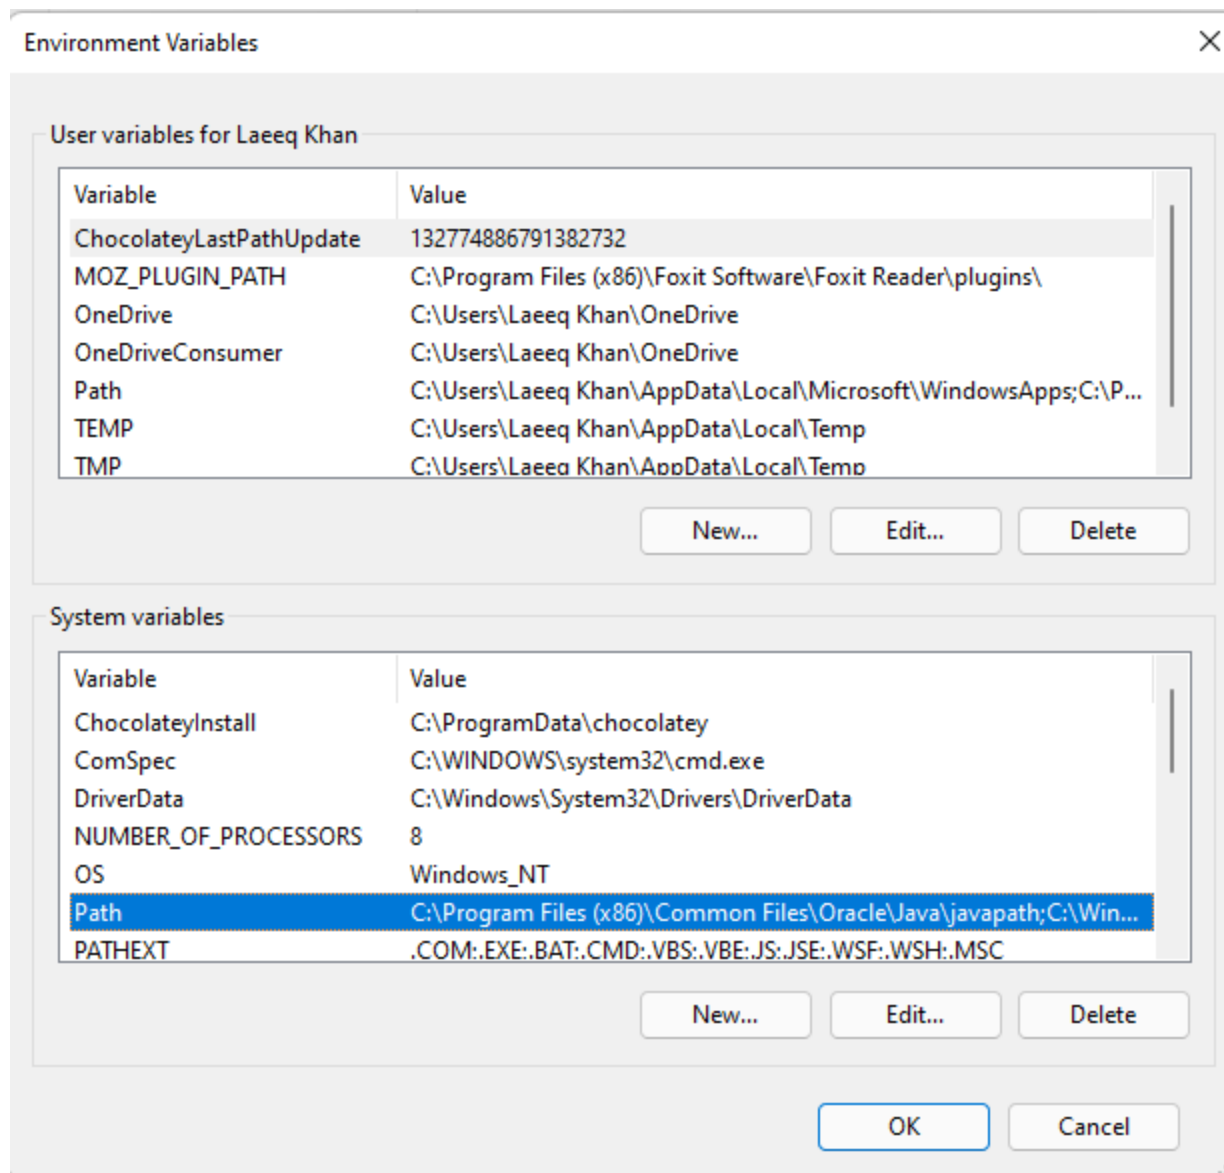 Environment Variables
User variables for Laeeq Khan
Variable Value
ChocolateyLastPathUpdate 132774886791382732
MOZ_PLUGIN_PATH C:\Program Files (x86)\Foxit Software\Foxit Reader\plugins\
OneDrive C:\Users\Laeeq Khan\OneDrive
OneDriveConsumer C:\Users\Laeeq Khan\OneDrive
Path C:\Users\Laeeq Khan\AppData\Local\Microsoft\WindowsApps;C:\P...
TEMP C:\Users\Laeeq Khan\AppData\Local\Temp
TMP C:\Users\Laeeq Khan\AppData\Local\Temp
New... Edit... Delete
System variables
Variable Value
ChocolateyInstall C:\ProgramData\chocolatey
ComSpec C:\WINDOWS\system32\cmd.exe
DriverData C:\Windows\System32\Drivers\DriverData
NUMBER_OF_PROCESSORS 8
OS Windows_NT
Path C:\Program Files (x86)\Common Files\Oracle\Java\javapath;C:\Win...
PATHEXT .COM;.EXE;.BAT;.CMD;.VBS;.VBE;.JS;.JSE;.WSF;.WSH;.MSC
New... Edit... Delete
OK Cancel